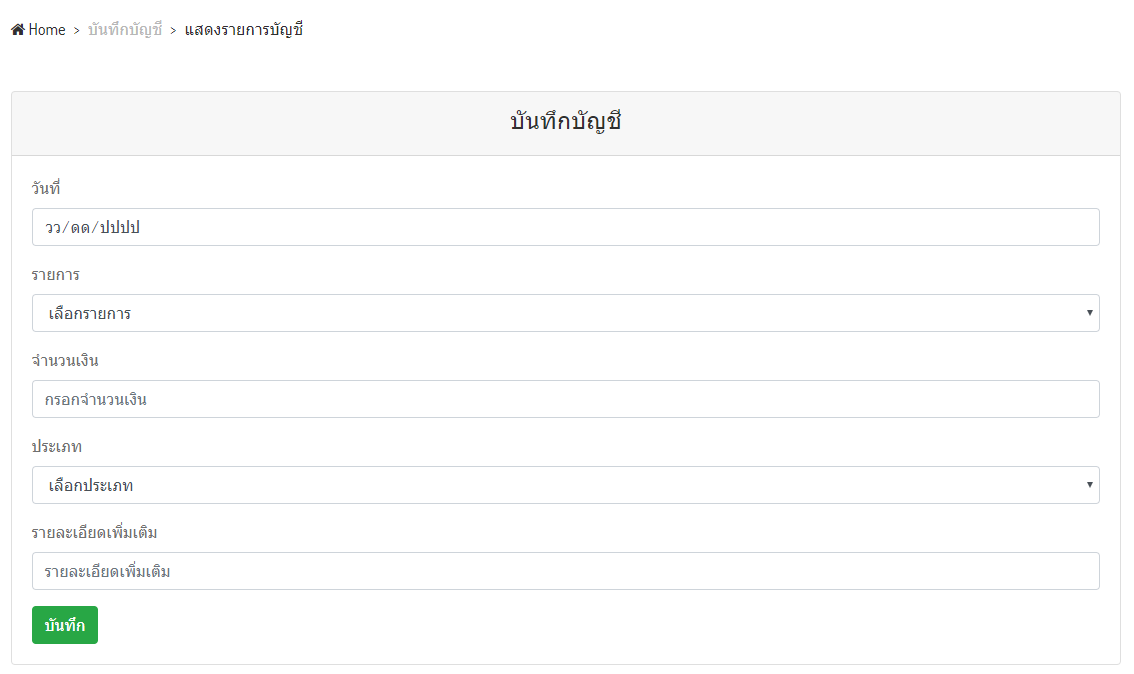 Home > บันทึกบัญชี > แสดงรายการบัญชี
บันทึกบัญชี
วันที่
วว/ดด/ปปปป
รายการ
เลือกรายการ
จำนวนเงิน
กรอกจำนวนเงิน
ประเภท
เลือกประเภท
รายละเอียดเพิ่มเติม
รายละเอียดเพิ่มเติม
บันทึก